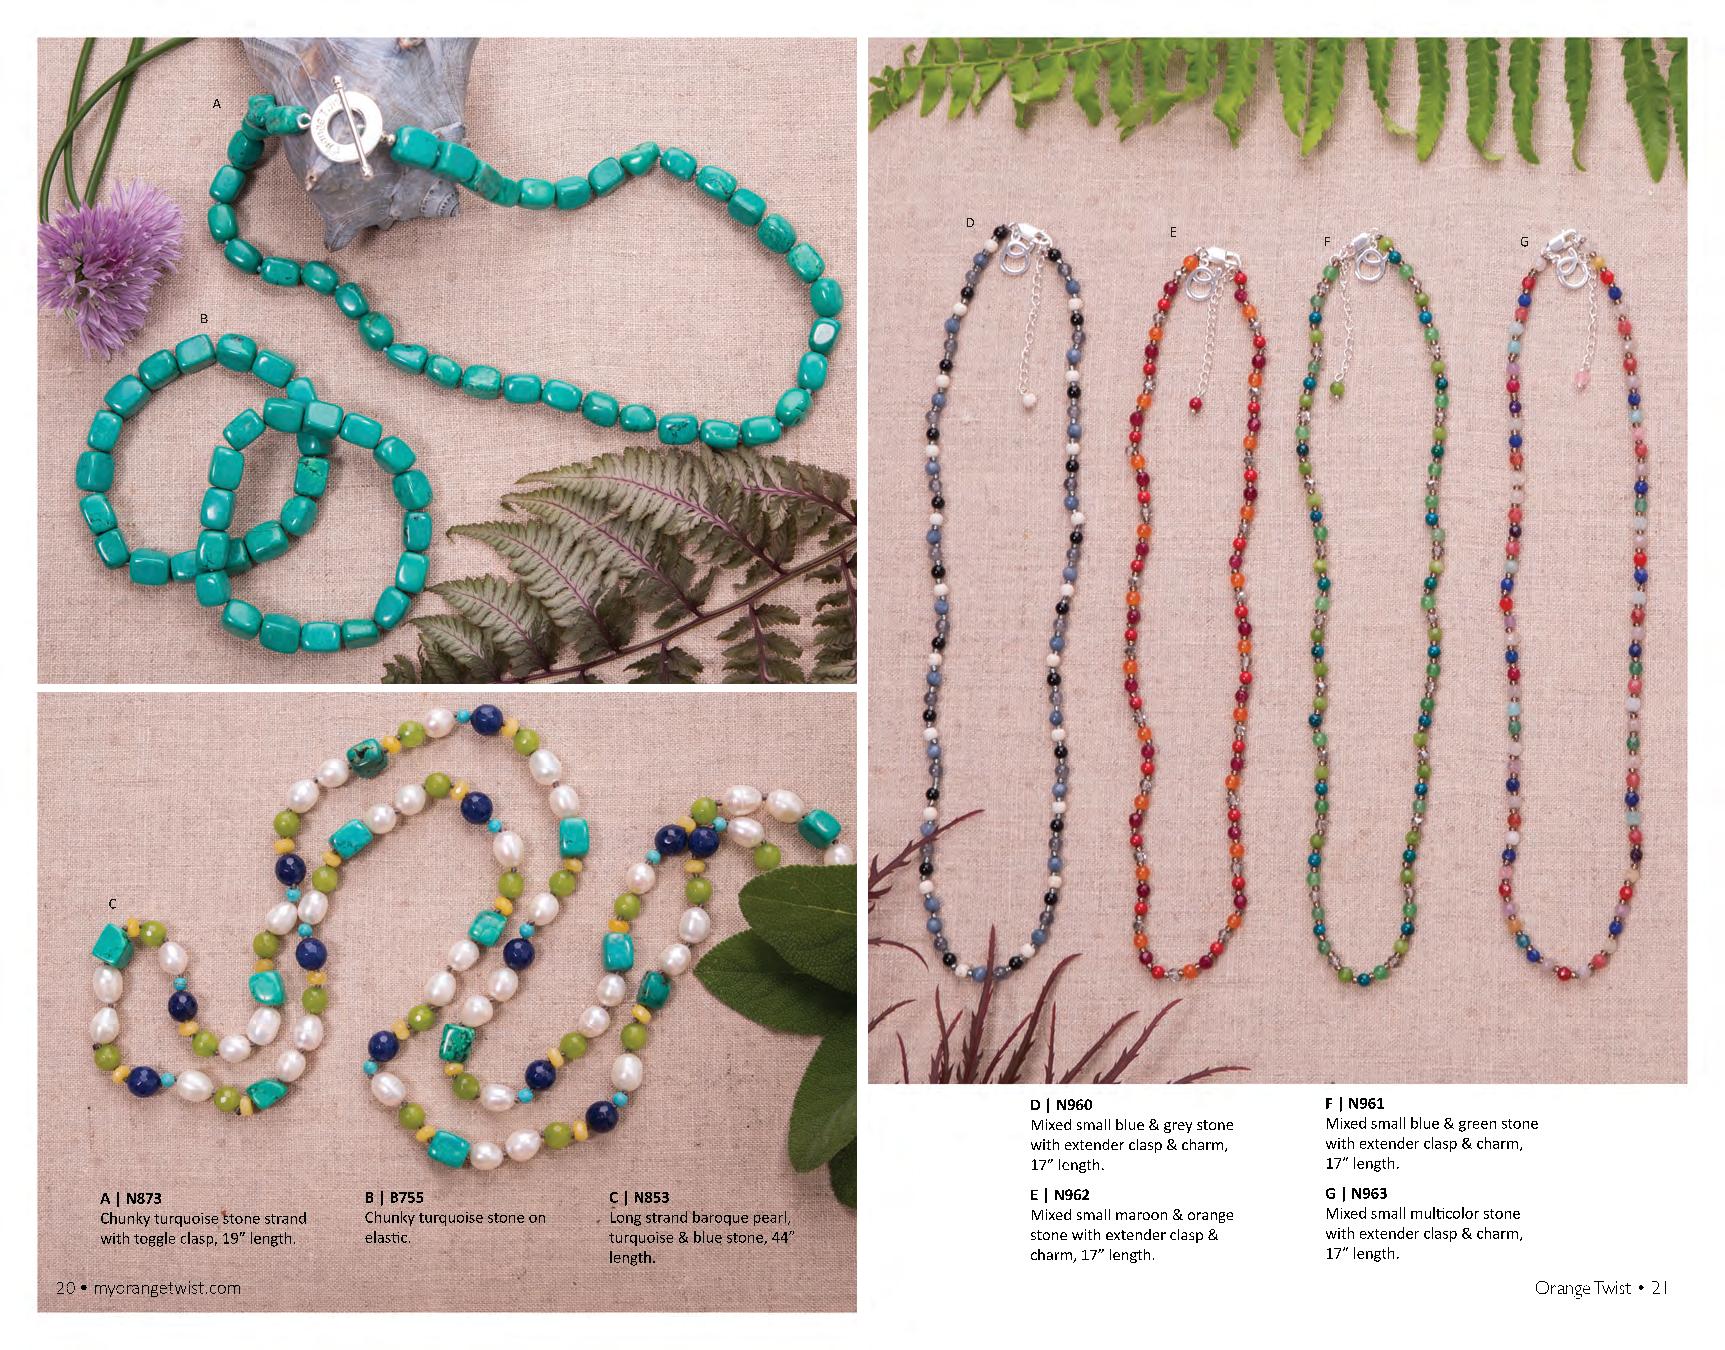 A
B
C
A | N873
Chunky turquoise stone strand
with toggle clasp, 19” length.
B | B755
Chunky turquoise stone on
elastic.
C | N853
Long strand baroque pearl,
turquoise & blue stone, 44”
length.
20 • myorangetwist.com
D
E
F
G
D | N960
Mixed small blue & grey stone
with extender clasp & charm,
17” length.
E | N962
Mixed small maroon & orange
stone with extender clasp &
charm, 17” length.
F | N961
Mixed small blue & green stone
with extender clasp & charm,
17” length.
G | N963
Mixed small multicolor stone
with extender clasp & charm,
17” length.
Orange Twist • 21